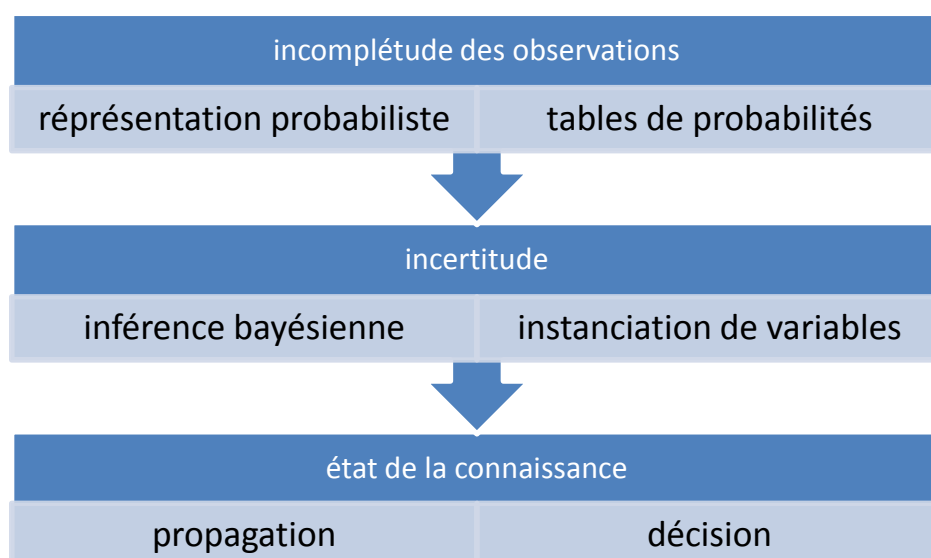 incomplétude des observations
réprésentation probabiliste
tables de probabilités
incertitude
inférence bayésienne
instanciation de variables
état de la connaissance
propagation
décision